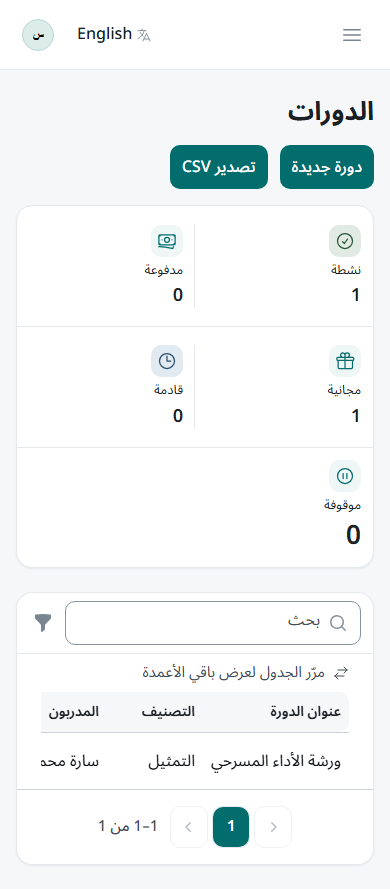 English
س
الدورات
دورة جديدة
تصدير CSV
نشطة
1
مدفوعة
0
مجانية
1
قادمة
0
موقوفة
0
بحث
مرّر الجدول لعرض باقي الأعمدة
عنوان الدورة التصنيف المدربون
ورشة الأداء المسرحي التمثيل سارة
1
1–1 من 1